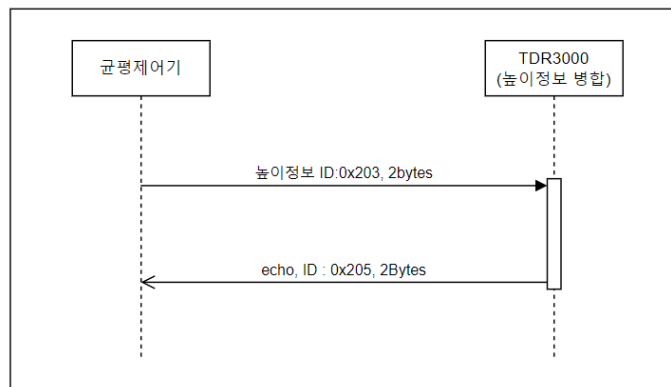 균평제어기
TDR3000
(높이정보 병합)
높이정보 ID:0x203, 2bytes
echo, ID : 0x205, 2Bytes